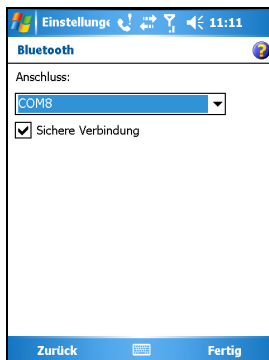 Einstellunge 11:11
Bluetooth
Anschluss:
COM8
Sichere Verbindung
Zurück Fertig